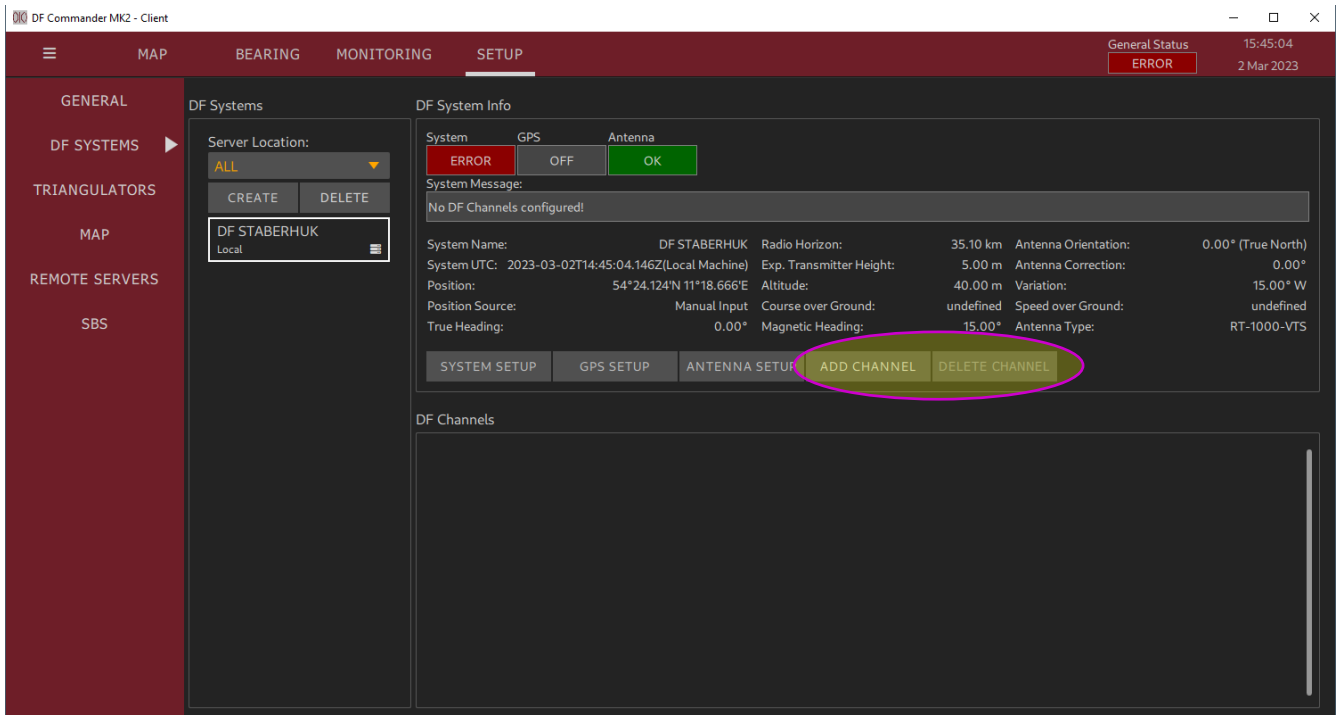 DF Commander MK2 - Client
MAP BEARING MONITORING SETUP
General Status
ERROR
15:45:04
2 Mar 2023
GENERAL
DF SYSTEMS
TRIANGULATORS
MAP
REMOTE SERVERS
SBS
DF Systems
Server Location:
ALL
CREATE DELETE
DF STABERHUK
Local
DF System Info
System GPS Antenna
ERROR OFF OK
System Message:
No DF Channels configured!
System Name: DF STABERHUK Radio Horizon: 35.10 km Antenna Orientation: 0.00° (True North)
System UTC: 2023-03-02T14:45:04.146Z(Local Machine) Exp. Transmitter Height: 5.00 m Antenna Correction: 0.00°
Position: 54°24.124'N 11°18.666'E Altitude: 40.00 m Variation: 15.00° W
Position Source: Manual Input Course over Ground: undefined Speed over Ground: undefined
True Heading: 0.00° Magnetic Heading: 15.00° Antenna Type: RT-1000-VTS
SYSTEM SETUP GPS SETUP ANTENNA SETUP ADD CHANNEL DELETE CHANNEL
DF Channels